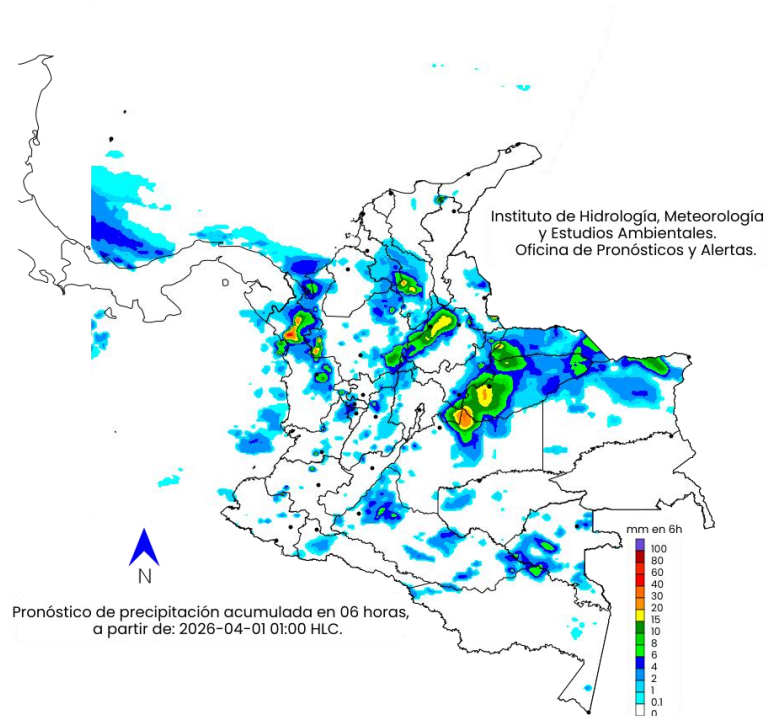 Instituto de Hidrología, Meteorología
y Estudios Ambientales.
Oficina de Pronósticos y Alertas.
mm en 6h
100
80
60
40
30
20
15
10
8
6
4
2
1
0.1
0
N
Pronóstico de precipitación acumulada en 06 horas,
a partir de: 2026-04-01 01:00 HLC.